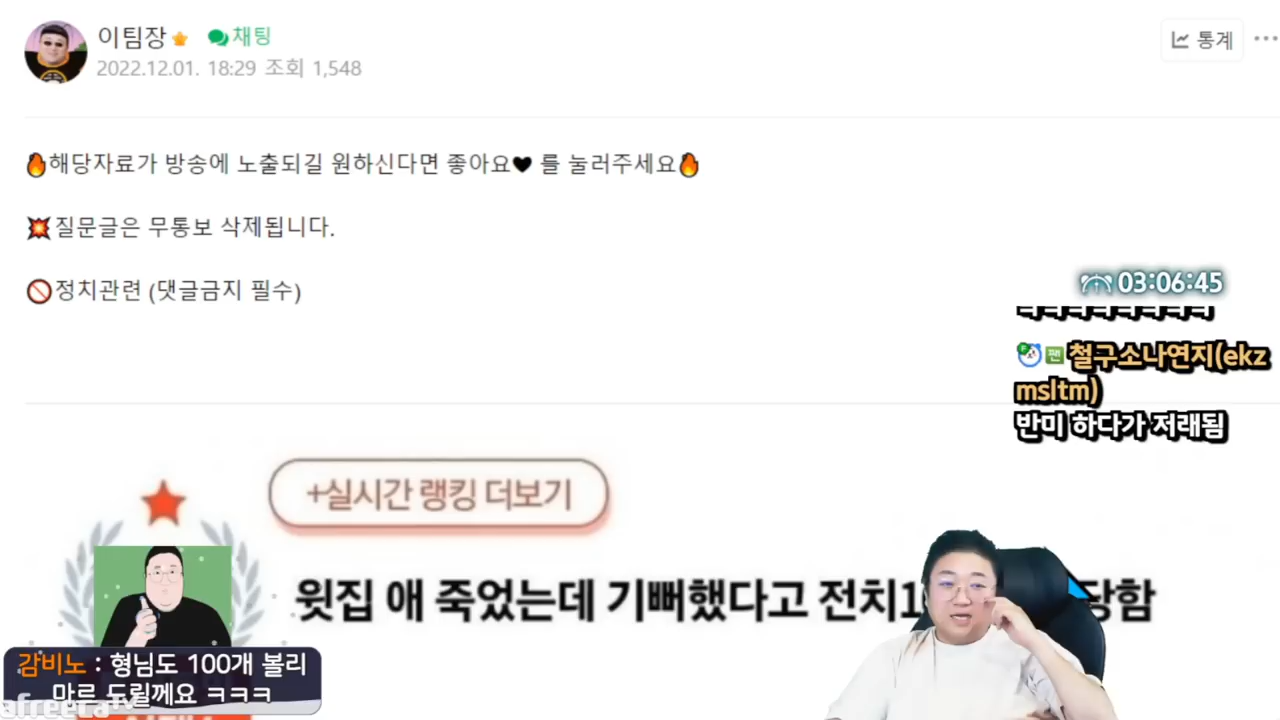 이팀장 채팅
통계
2022.12.01. 18:29 조회 1,548
해당자료가 방송에 노출되길 원하신다면 좋아요🖤 를 눌러주세요
질문글은 무통보 삭제됩니다.
정치관련 (댓글금지 필수)
03:06:45
팬 철구소나연지(ekz
msltm)
반미 하다가 저래됨
+실시간 랭킹 더보기
윗집 애 죽었는데 기뻐했다고 전치1 당함
감비노 : 형님도 100개 볼리
마르 드릴께요 ㅋㅋㅋ
afreecaTV